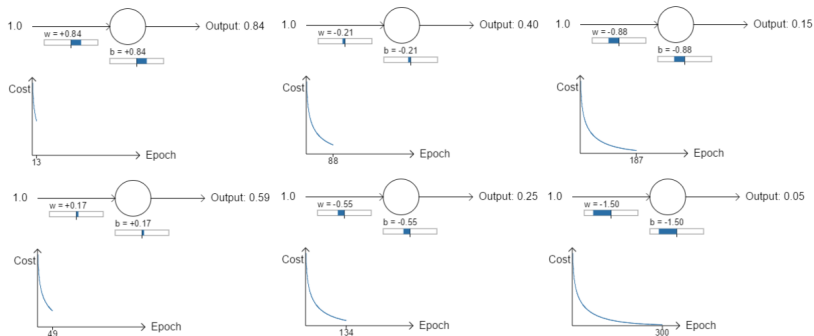 1.0
w = +0.84
b = +0.84
Output: 0.84
Cost
13
Epoch
1.0
w = -0.21
b = -0.21
Output: 0.40
Cost
88
Epoch
1.0
w = -0.88
b = -0.88
Output: 0.15
Cost
187
Epoch
1.0
w = +0.17
b = +0.17
Output: 0.59
Cost
49
Epoch
1.0
w = -0.55
b = -0.55
Output: 0.25
Cost
134
Epoch
1.0
w = -1.50
b = -1.50
Output: 0.05
Cost
300
Epoch